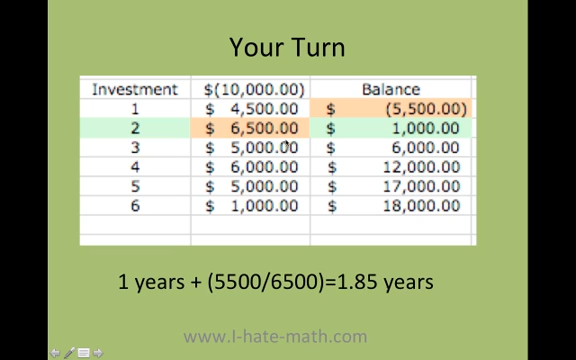 Your Turn
Investment $(10,000.00) Balance
1 $ 4,500.00 $ (5,500.00)
2 $ 6,500.00 $ 1,000.00
3 $ 5,000.00 $ 6,000.00
4 $ 6,000.00 $ 12,000.00
5 $ 5,000.00 $ 17,000.00
6 $ 1,000.00 $ 18,000.00
1 years + (5500/6500)=1.85 years
www.I-hate-math.com